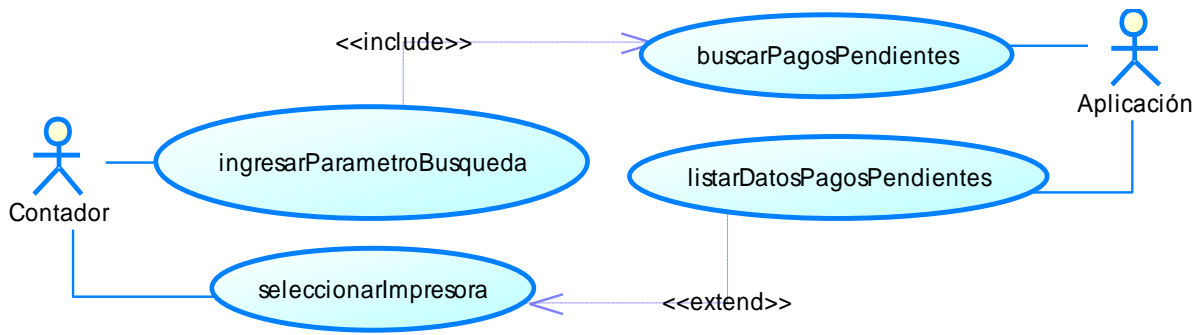 <<include>>
buscarPagosPendientes
Aplicación
ingresarParametroBusqueda
listarDatosPagosPendientes
Contador
seleccionarImpresora
<<extend>>